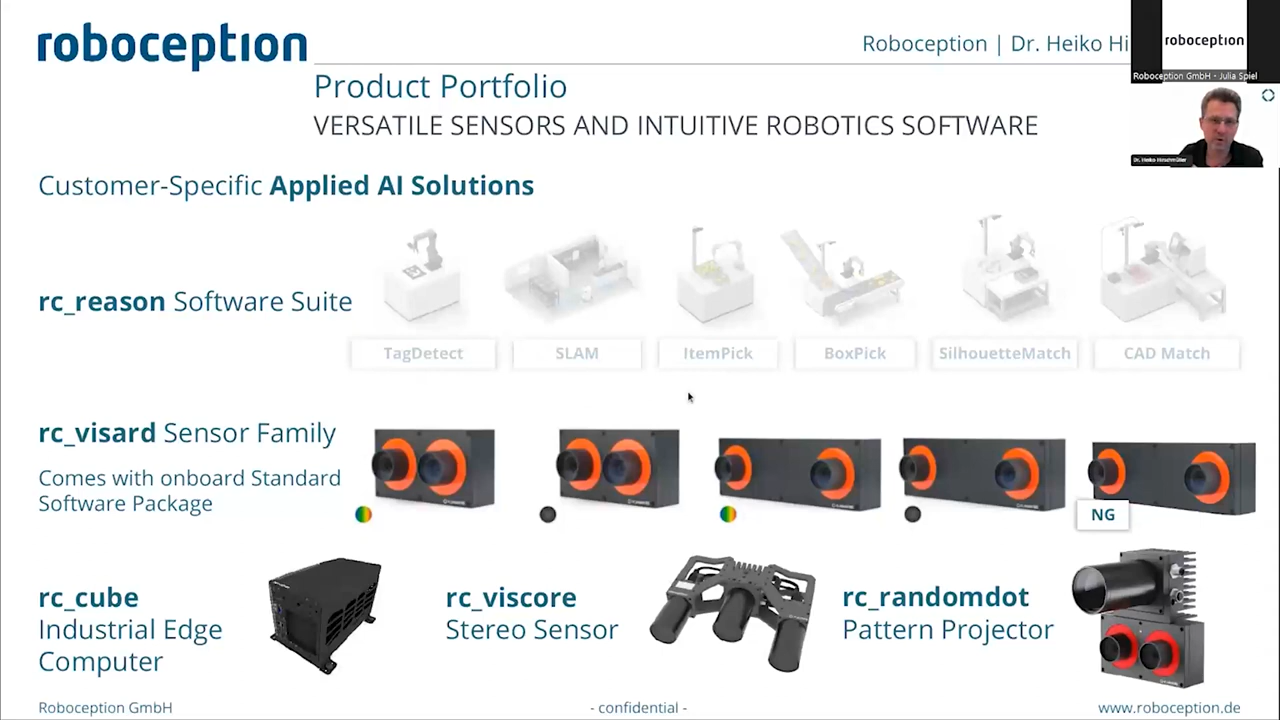 roboception
Roboception | Dr. Heiko Hi
roboception
Roboception GmbH - Julia Spiel
Dr. Heiko Hirschmüller
Product Portfolio
VERSATILE SENSORS AND INTUITIVE ROBOTICS SOFTWARE
Customer-Specific Applied AI Solutions
rc_reason Software Suite
TagDetect
SLAM
ItemPick
BoxPick
SilhouetteMatch
CAD Match
rc_visard Sensor Family
Comes with onboard Standard
Software Package
NG
rc_cube
Industrial Edge
Computer
rc_viscore
Stereo Sensor
rc_randomdot
Pattern Projector
Roboception GmbH
- confidential -
www.roboception.de